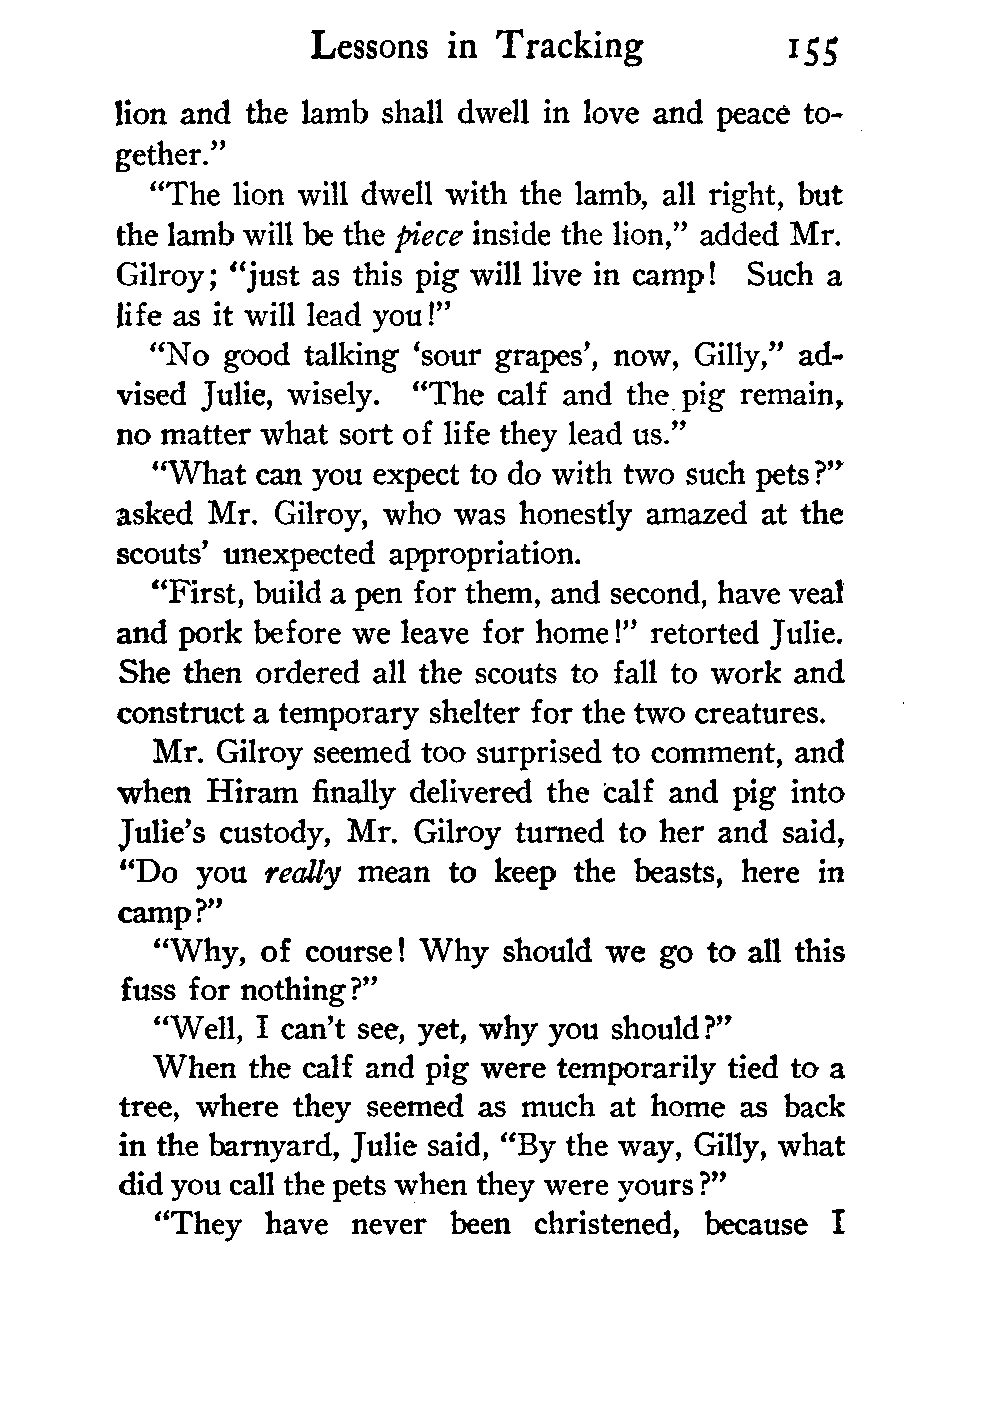 Lessons in Tracking 155
lion and the lamb shall dwell in love and peace to-
gether."
"The lion will dwell with the lamb, all right, but
the lamb will be the piece inside the lion," added Mr.
Gilroy; "just as this pig will live in camp! Such a
life as it will lead you!"
"No good talking 'sour grapes', now, Gilly," ad-
vised Julie, wisely. "The calf and the pig remain,
no matter what sort of life they lead us."
"What can you expect to do with two such pets?"
asked Mr. Gilroy, who was honestly amazed at the
scouts' unexpected appropriation.
"First, build a pen for them, and second, have veal
and pork before we leave for home!" retorted Julie.
She then ordered all the scouts to fall to work and
construct a temporary shelter for the two creatures.
Mr. Gilroy seemed too surprised to comment, and
when Hiram finally delivered the calf and pig into
Julie's custody, Mr. Gilroy turned to her and said,
"Do you really mean to keep the beasts, here in
camp?"
"Why, of course! Why should we go to all this
fuss for nothing?"
"Well, I can't see, yet, why you should?"
When the calf and pig were temporarily tied to a
tree, where they seemed as much at home as back
in the barnyard, Julie said, "By the way, Gilly, what
did you call the pets when they were yours?"
"They have never been christened, because I